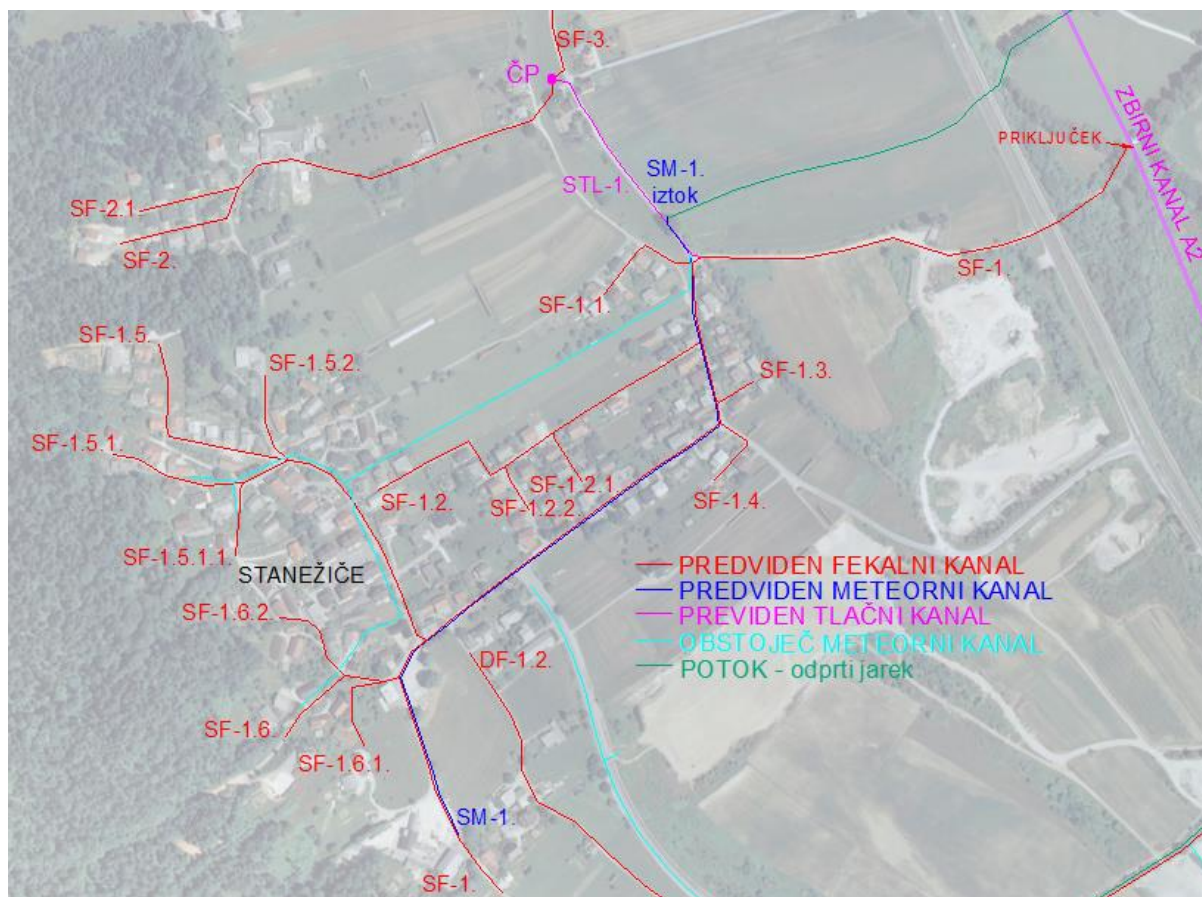 SF-3.
ČP
ZBIRNI KANAL A2
PRIKLJUČEK
SM-1.
iztok
STL-1.
SF-2.1
SF-2.
SF-1.
SF-1.1.
SF-1.5.
SF-1.5.2.
SF-1.3.
SF-1.5.1.
SF-1.2.
SF-1.2.1.
SF-1.2.2.
SF-1.4.
SF-1.5.1.1.
STANEŽIČE
PREDVIDEN FEKALNI KANAL
PREDVIDEN METEORNI KANAL
PREVIDEN TLAČNI KANAL
OBSTOJEČ METEORNI KANAL
POTOK - odprti jarek
SF-1.6.2.
DF-1.2.
SF-1.6.
SF-1.6.1.
SM-1.
SF-1.